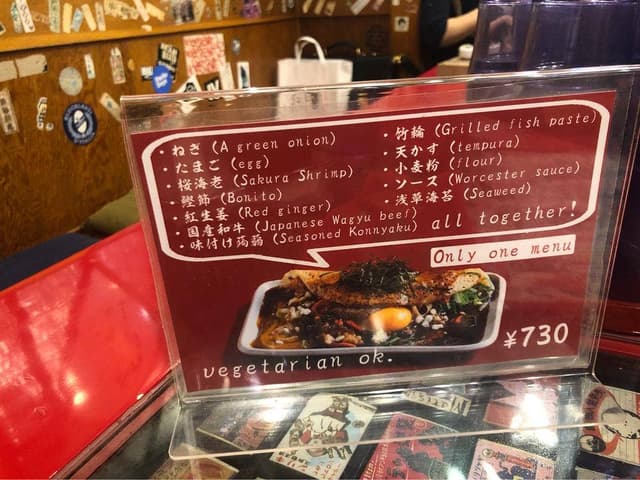 ・ねぎ (A green onion)
・たまご (egg)
・桜海老 (Sakura Shrimp)
・鰹節 (Bonito)
・紅生姜 (Red ginger)
・国産和牛 (Japanese Wagyu beef)
・味付け蒟蒻 (Seasoned Konnyaku)
・竹輪 (Grilled fish paste)
・天かす (tempura)
・小麦粉 (flour)
・ソース (Worcester sauce)
・浅草海苔 (Seaweed)
all together!
Only one menu
¥730
vegetarian ok.